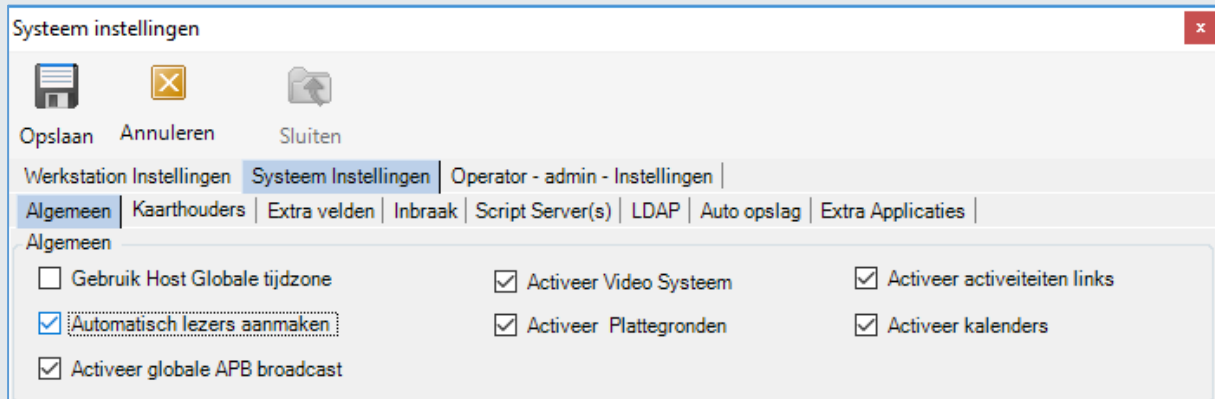 Systeem instellingen
x
Opslaan Annuleren Sluiten
Werkstation Instellingen Systeem Instellingen Operator - admin - Instellingen
Algemeen Kaarthouders Extra velden Inbraak Script Server(s) LDAP Auto opslag Extra Applicaties
Algemeen
Gebruik Host Globale tijdzone Activeer Video Systeem Activeer activeiteiten links
Automatisch lezers aanmaken Activeer Plattegronden Activeer kalenders
Activeer globale APB broadcast